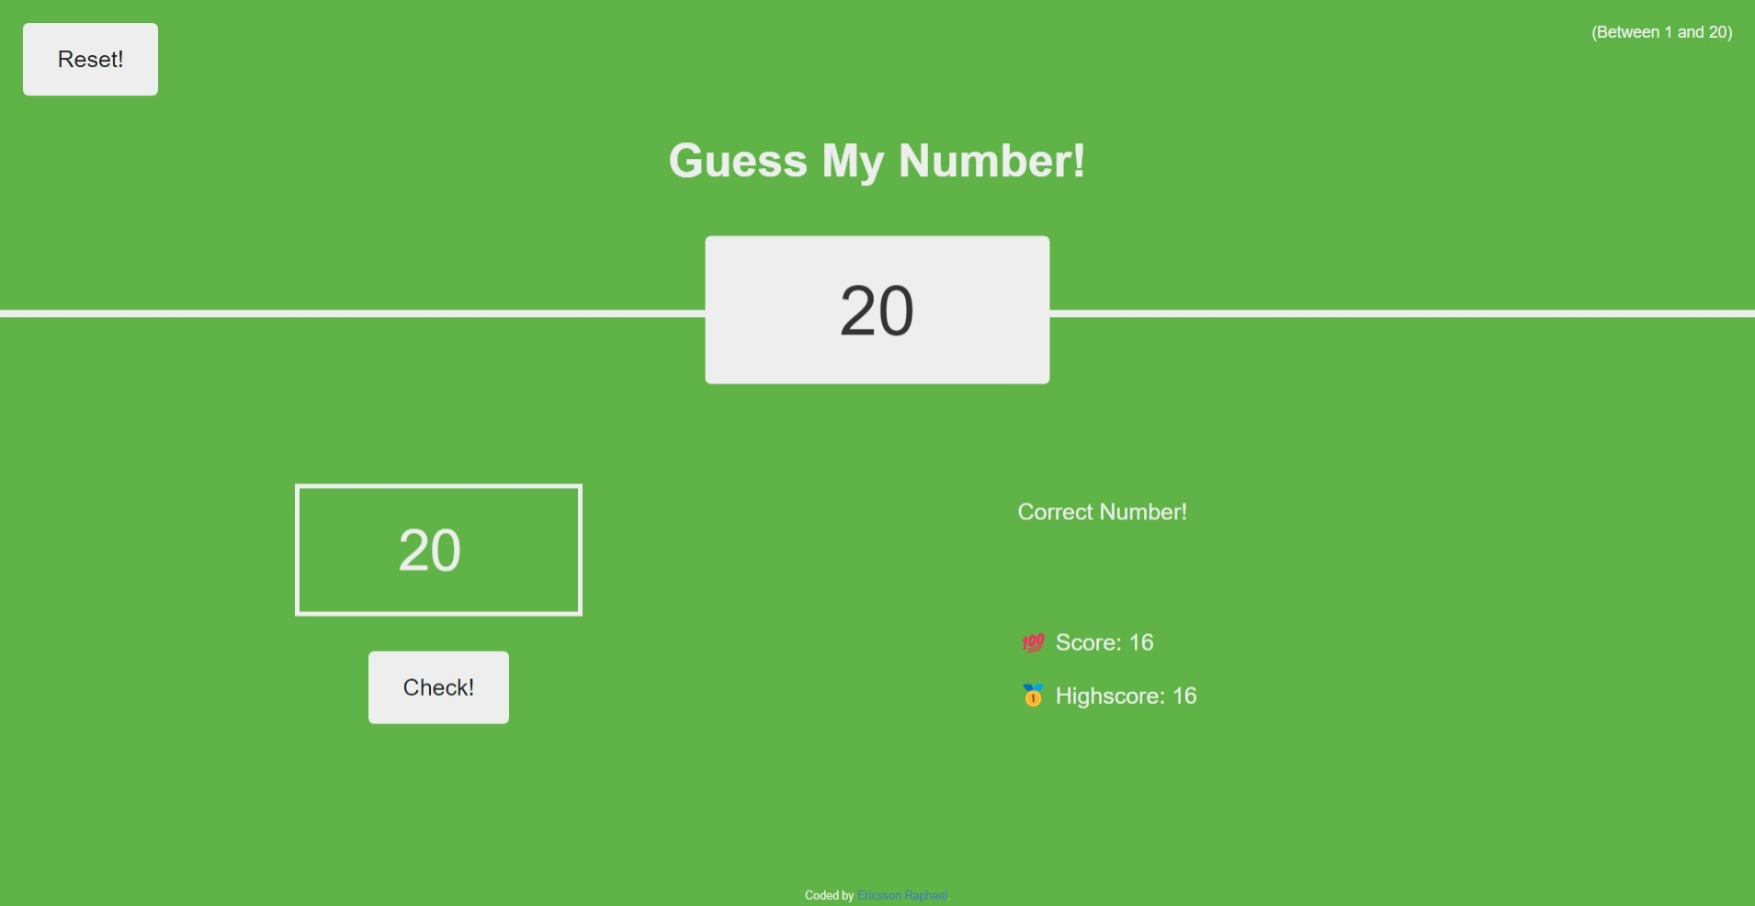 Reset!
(Between 1 and 20)
Guess My Number!
20
20
Correct Number!
💯 Score: 16
Check!
🥇 Highscore: 16
Coded by Ericsson Raphael.